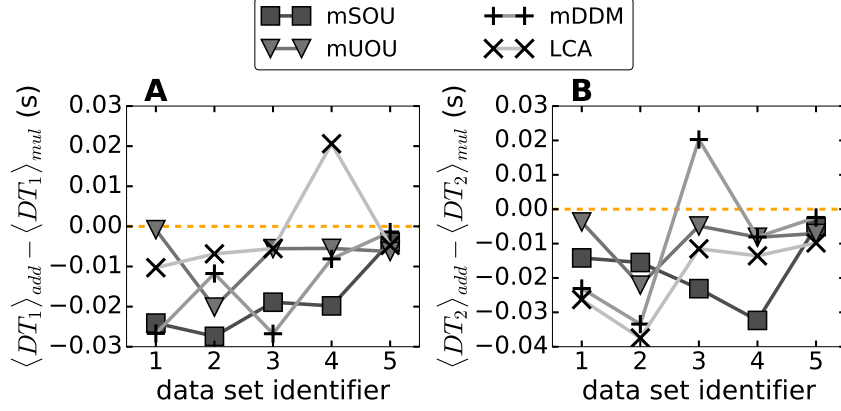 mSOU
mDDM
mUOU
LCA
A
⟨DT₁⟩add − ⟨DT₁⟩mul (s)
0.03
0.02
0.01
0.00
−0.01
−0.02
−0.03
1 2 3 4 5
data set identifier
B
⟨DT₂⟩add − ⟨DT₂⟩mul (s)
0.03
0.02
0.01
0.00
−0.01
−0.02
−0.03
−0.04
1 2 3 4 5
data set identifier